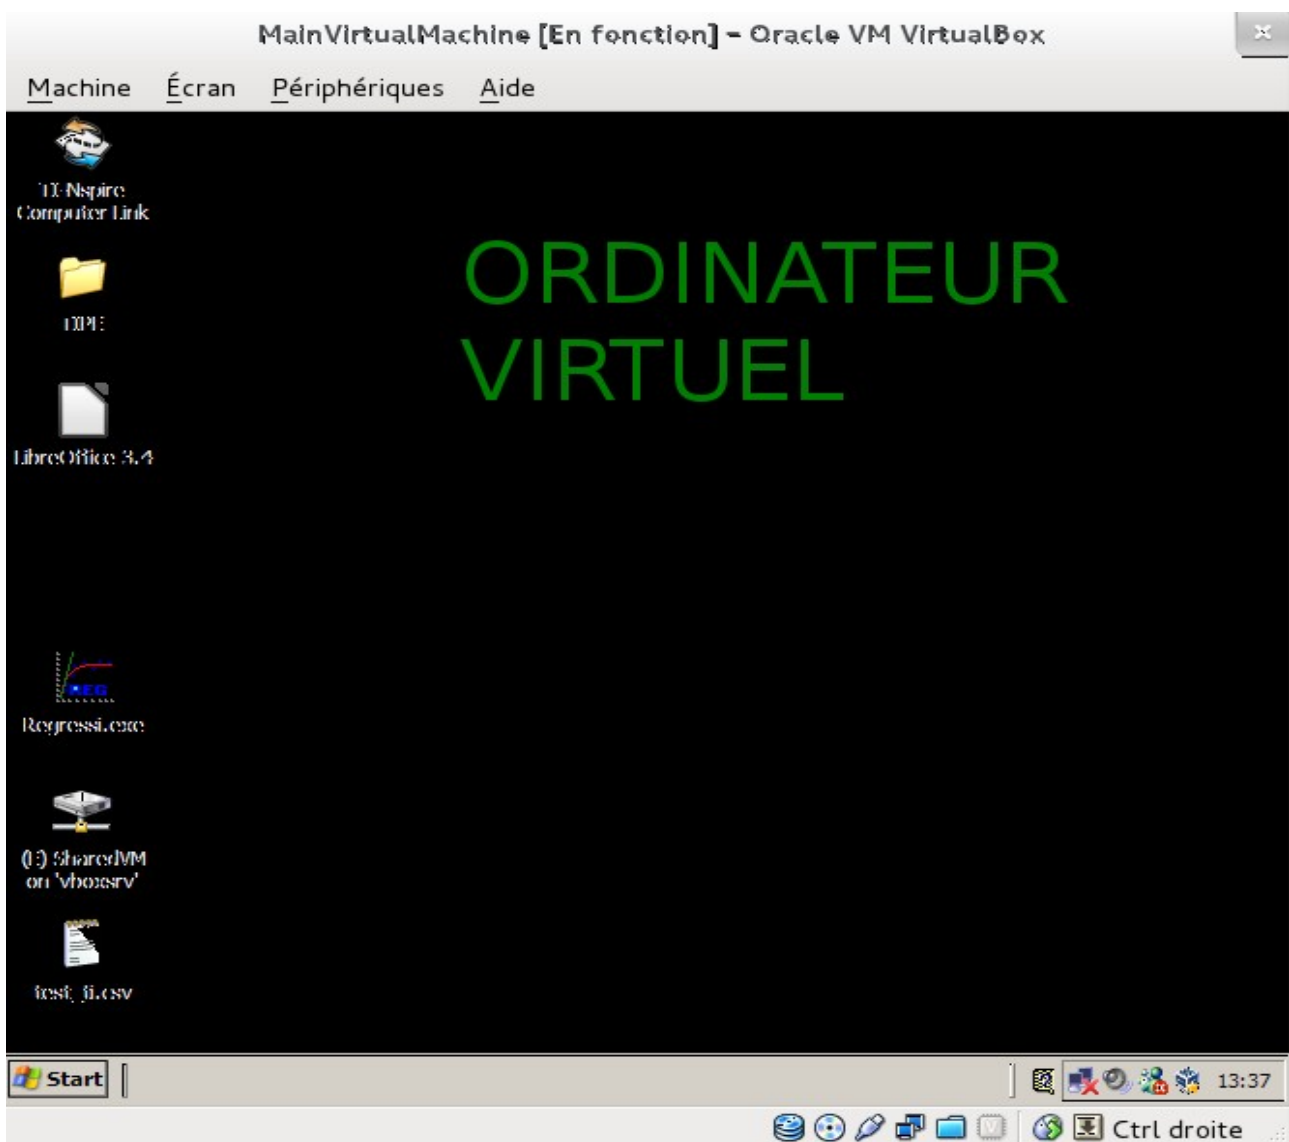 MainVirtualMachine [En fonction] - Oracle VM VirtualBox
Machine Écran Périphériques Aide
TI-Nspire
Computer Link
ORDINATEUR
VIRTUEL
LibreOffice 3.4
REG
Regressi.exe
SharedVM
on 'vboxsrv'
test_ti.csv
Start
13:37
Ctrl droite